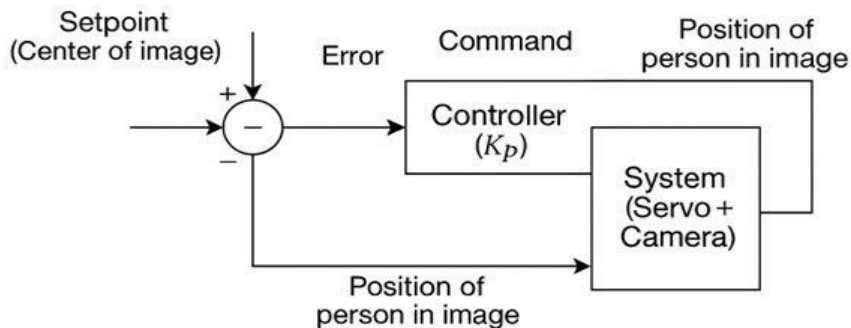 Setpoint
(Center of image)
Error
Command
Position of
person in image
+
−
−
Controller
(Kp)
System
(Servo +
Camera)
Position of
person in image